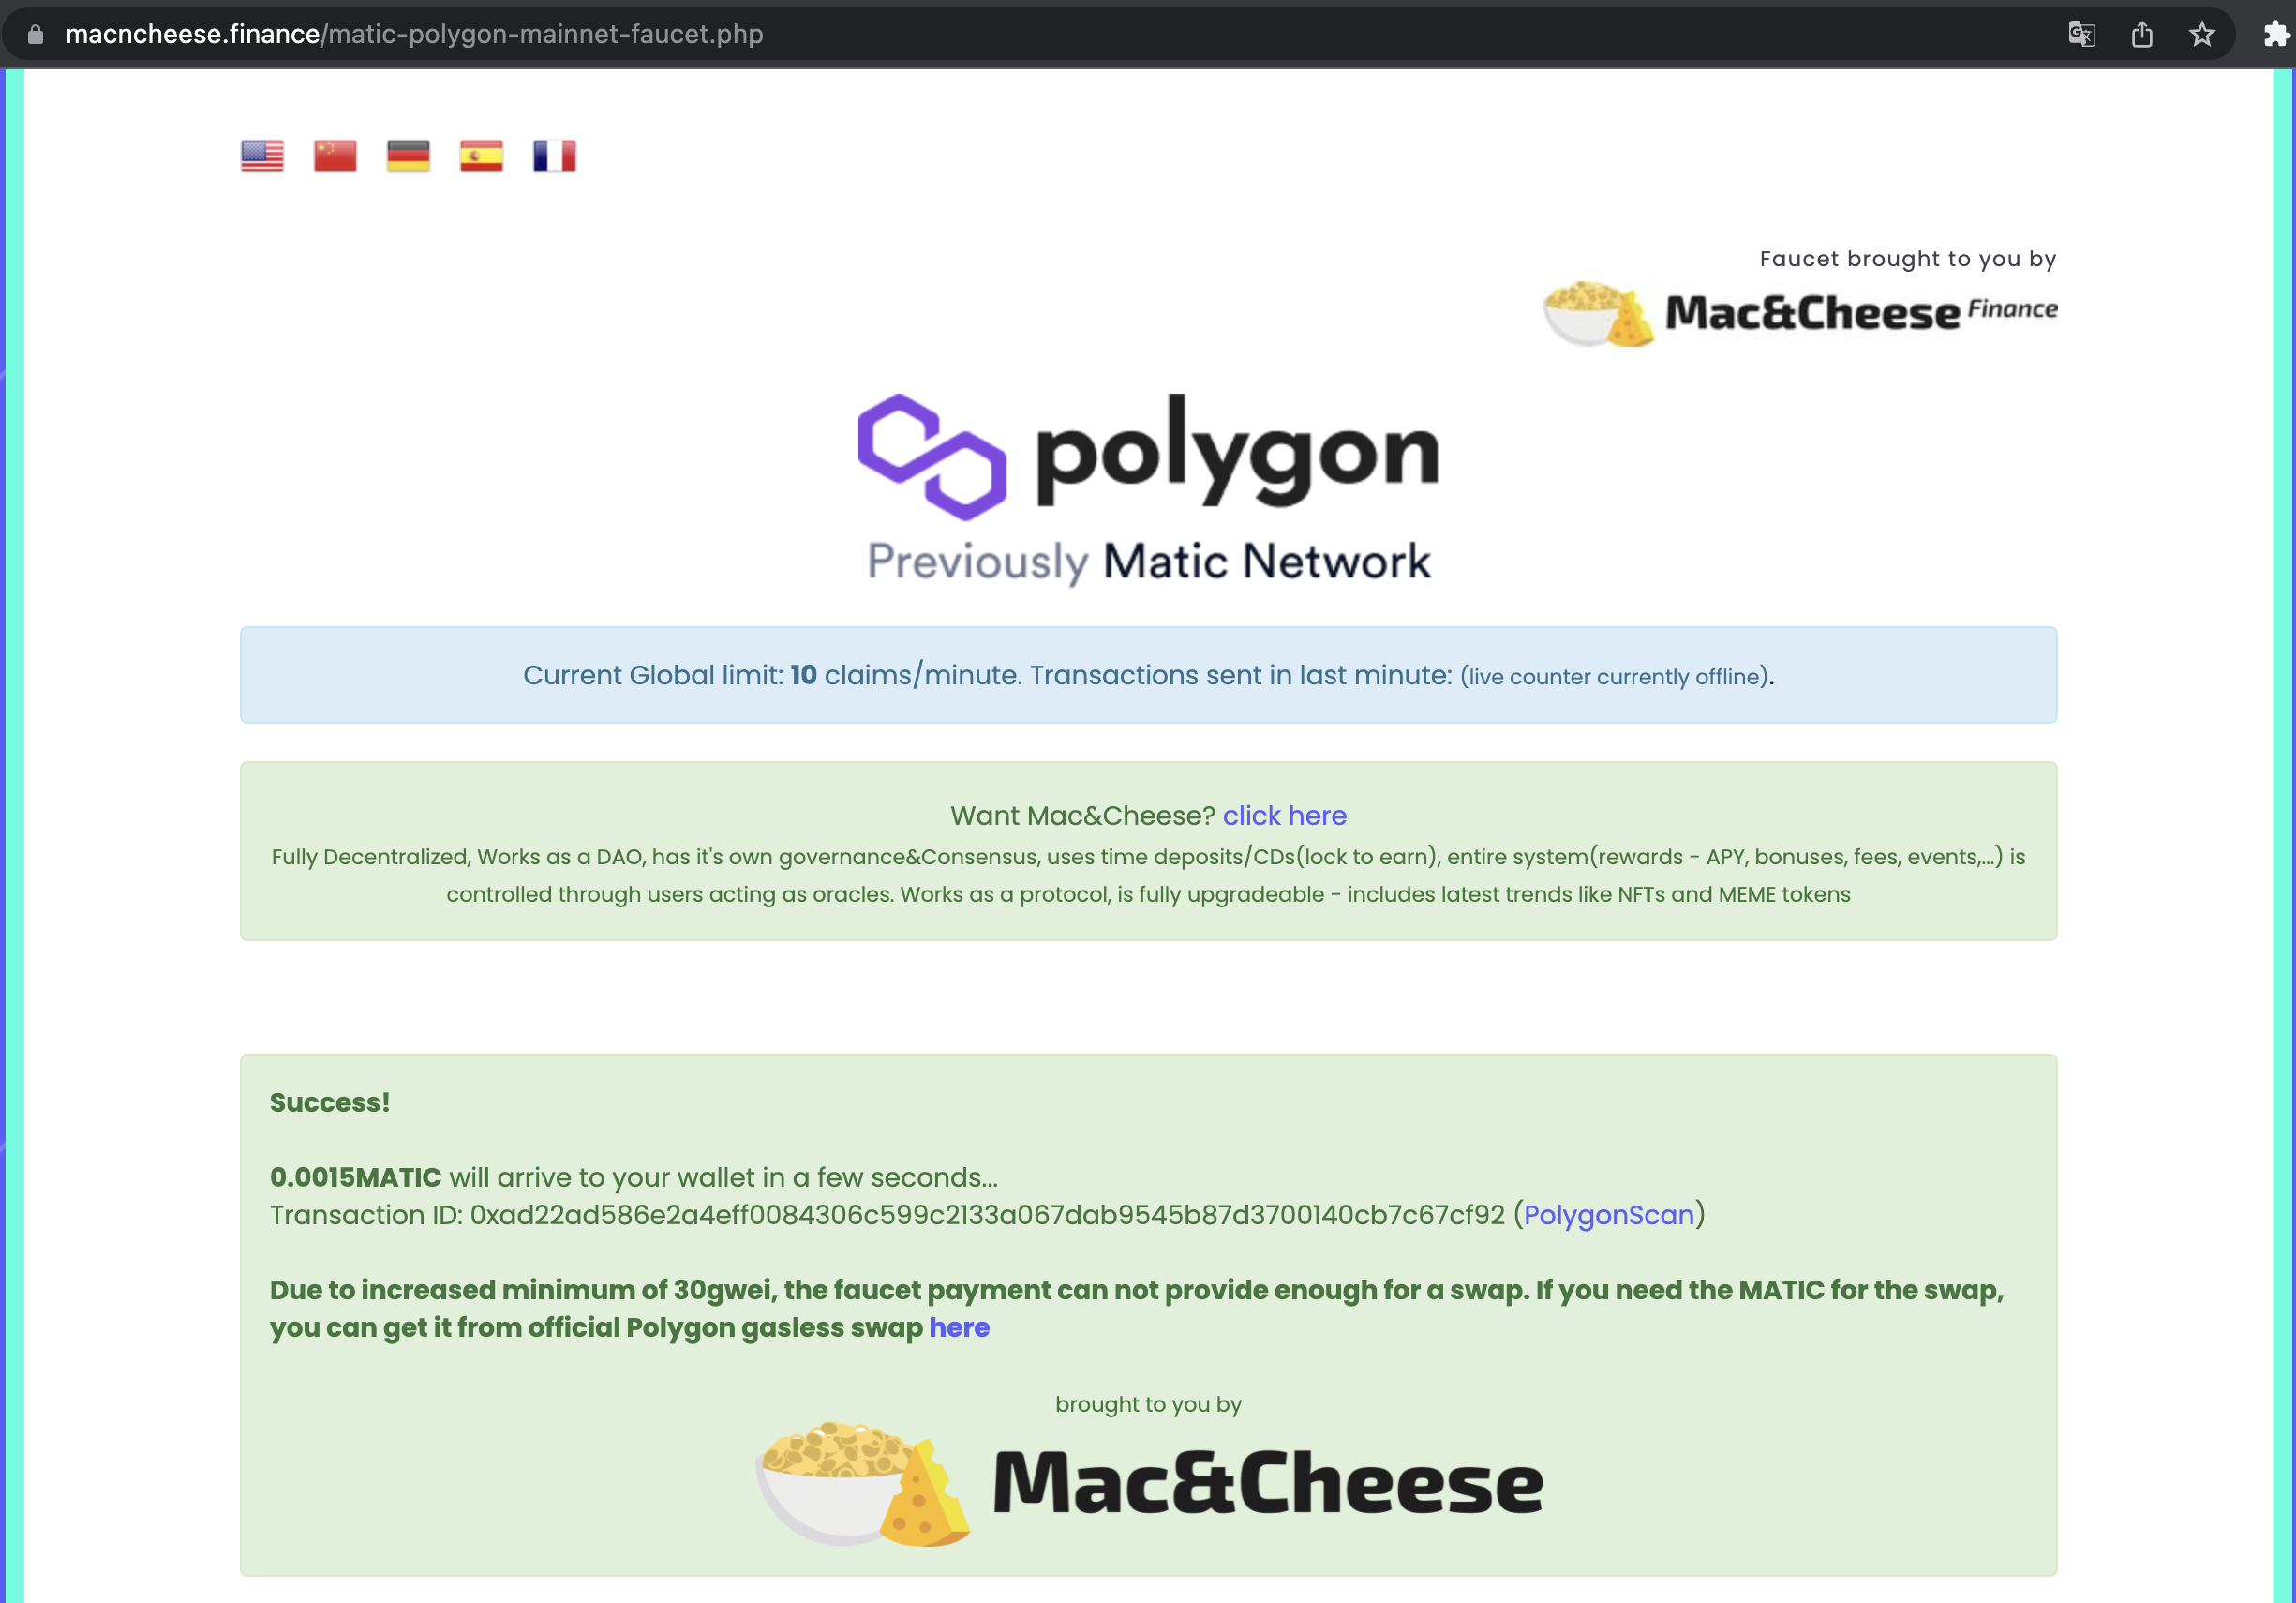 macncheese.finance/matic-polygon-mainnet-faucet.php
Faucet brought to you by
Mac&Cheese Finance
polygon
Previously Matic Network
Current Global limit: 10 claims/minute. Transactions sent in last minute: (live counter currently offline).
Want Mac&Cheese? click here
Fully Decentralized, Works as a DAO, has it's own governance&Consensus, uses time deposits/CDs(lock to earn), entire system(rewards - APY, bonuses, fees, events,...) is
controlled through users acting as oracles. Works as a protocol, is fully upgradeable - includes latest trends like NFTs and MEME tokens
Success!
0.0015MATIC will arrive to your wallet in a few seconds...
Transaction ID: 0xad22ad586e2a4eff0084306c599c2133a067dab9545b87d3700140cb7c67cf92 (PolygonScan)
Due to increased minimum of 30gwei, the faucet payment can not provide enough for a swap. If you need the MATIC for the swap,
you can get it from official Polygon gasless swap here
brought to you by
Mac&Cheese